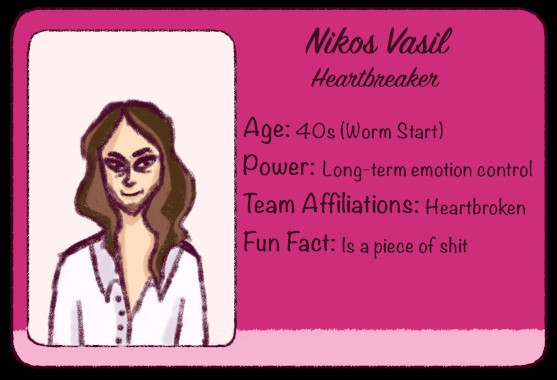 Nikos Vasil
Heartbreaker
Age: 40s (Worm Start)
Power: Long-term emotion control
Team Affiliations: Heartbroken
Fun Fact: Is a piece of shit